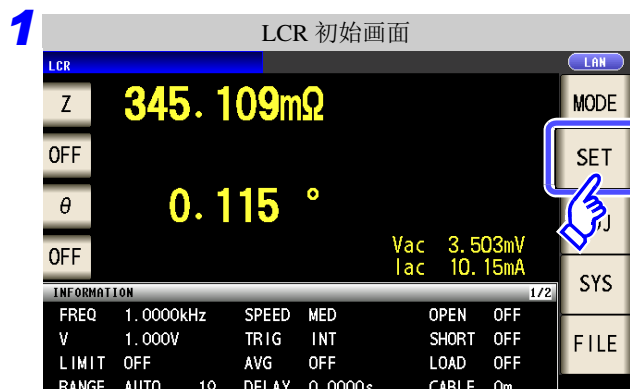 1
LCR 初始画面
LCR
LAN
Z 345.109mΩ MODE
OFF SET
θ 0.115 °
OFF Vac 3.503mV
Iac 10.15mA
SYS
INFORMATION 1/2
FREQ 1.0000kHz SPEED MED OPEN OFF
V 1.000V TRIG INT SHORT OFF FILE
LIMIT OFF AVG OFF LOAD OFF
RANGE AUTO 1Ω DELAY 0.0000s CABLE 0m